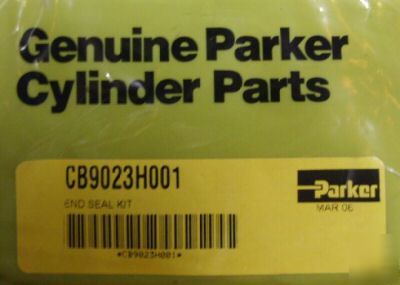 Genuine Parker
Cylinder Parts
CB9023H001
END SEAL KIT
Parker
MAR 06
*CB9023H001*